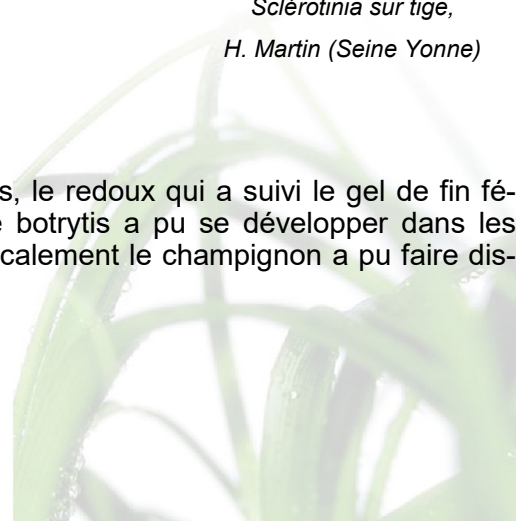 Sclérotinia sur tige,
H. Martin (Seine Yonne)
s, le redoux qui a suivi le gel de fin fé-
e botrytis a pu se développer dans les
calement le champignon a pu faire dis-